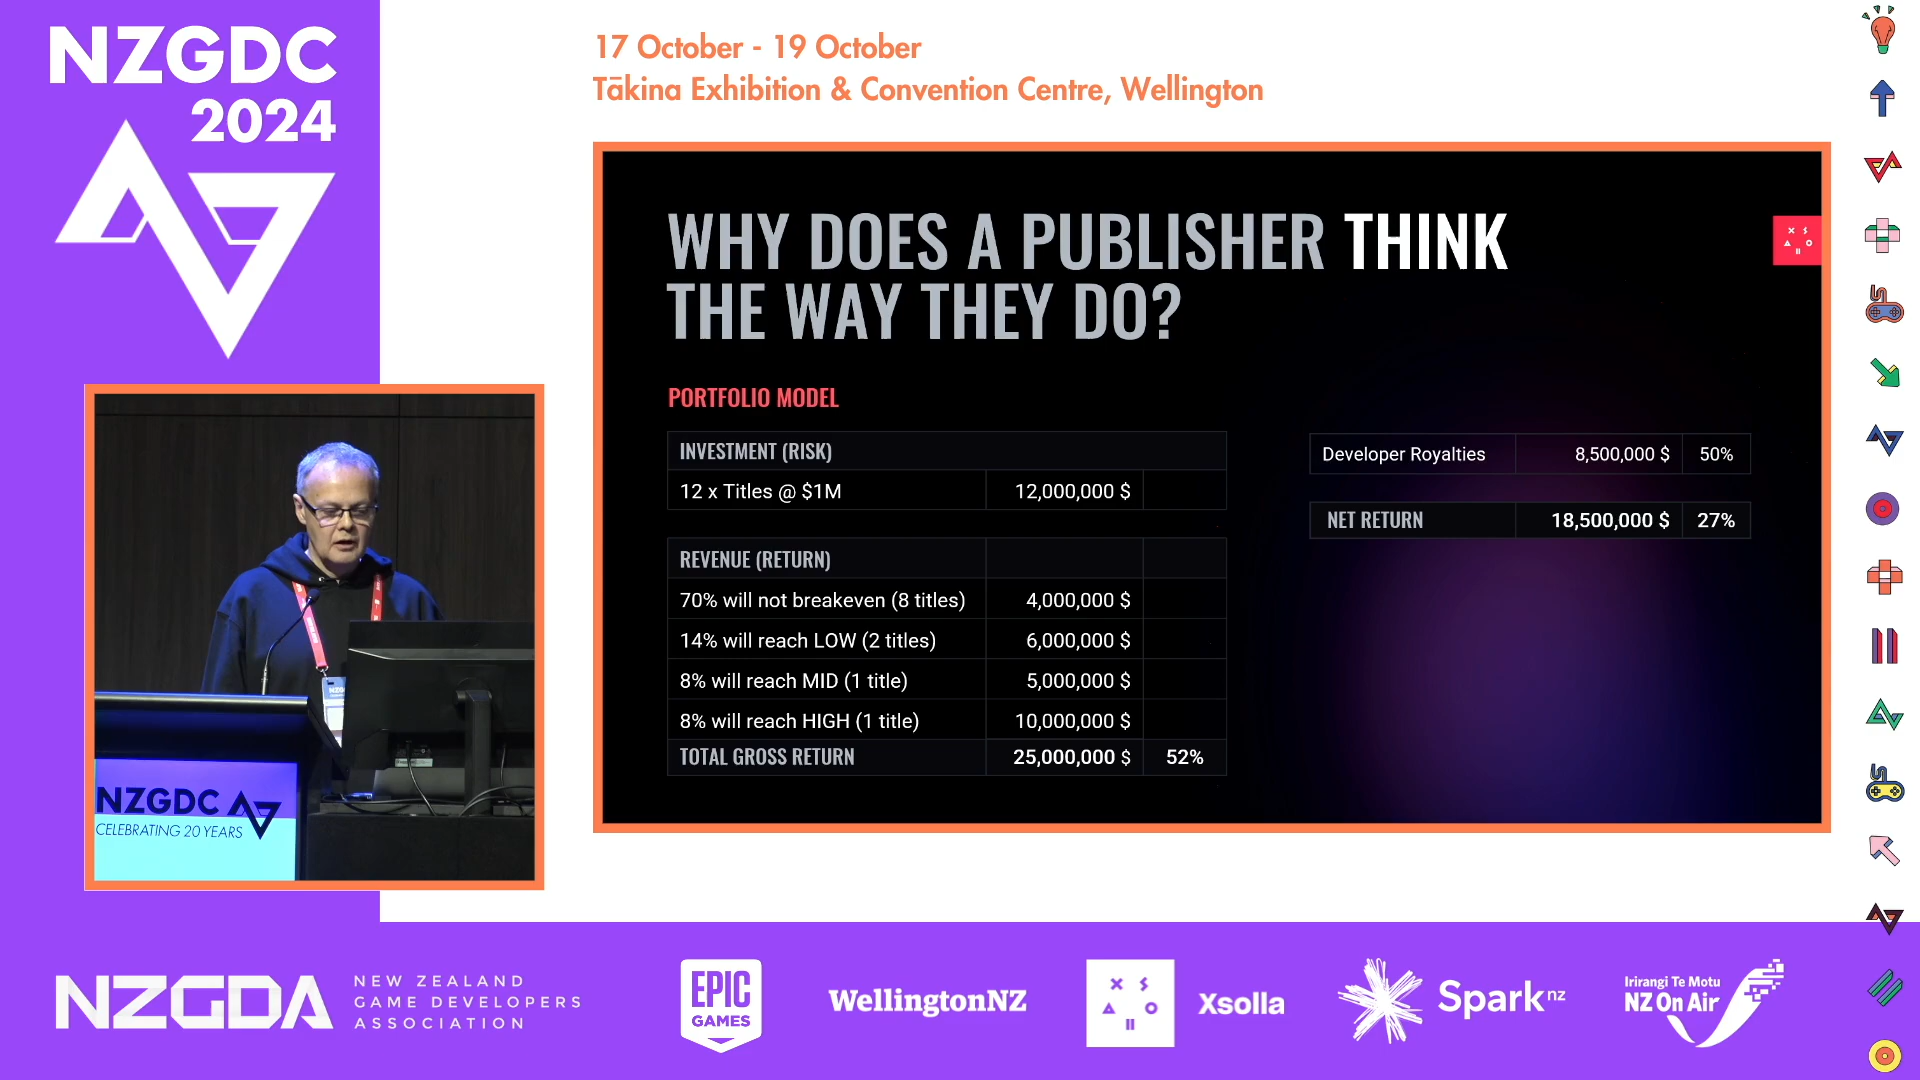 NZGDC
2024
17 October - 19 October
Tākina Exhibition & Convention Centre, Wellington
WHY DOES A PUBLISHER THINK
THE WAY THEY DO?
PORTFOLIO MODEL
INVESTMENT (RISK)
12 x Titles @ $1M 12,000,000 $
REVENUE (RETURN)
70% will not breakeven (8 titles) 4,000,000 $
14% will reach LOW (2 titles) 6,000,000 $
8% will reach MID (1 title) 5,000,000 $
8% will reach HIGH (1 title) 10,000,000 $
TOTAL GROSS RETURN 25,000,000 $ 52%
Developer Royalties 8,500,000 $ 50%
NET RETURN 18,500,000 $ 27%
NZGDC
CELEBRATING 20 YEARS
NZGDA
NEW ZEALAND
GAME DEVELOPERS
ASSOCIATION
EPIC
GAMES
WellingtonNZ
Xsolla
Spark nz
Irirangi Te Motu
NZ On Air